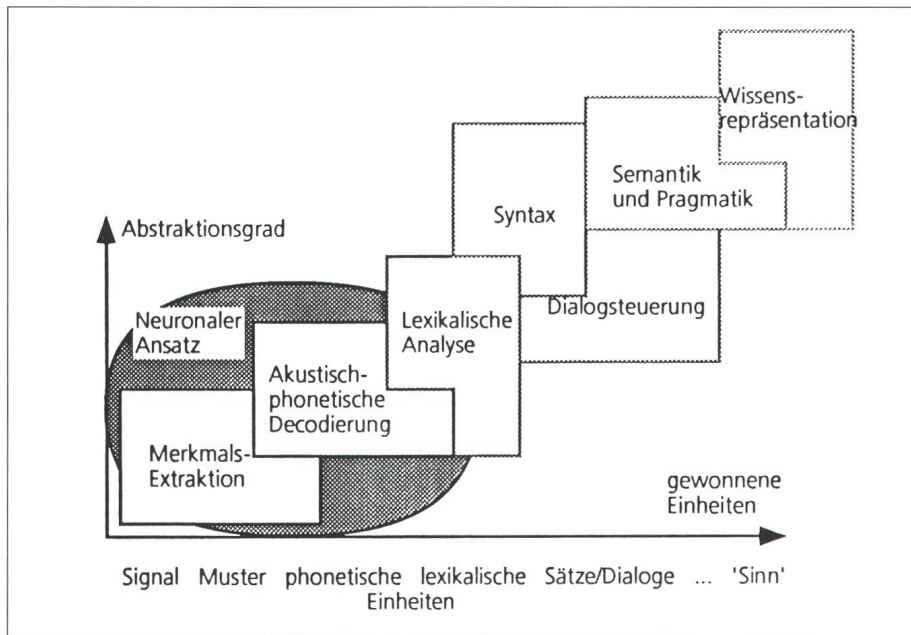 Wissens-
repräsentation
Semantik
und Pragmatik
Syntax
Abstraktionsgrad
Dialogsteuerung
Neuronaler
Ansatz
Lexikalische
Analyse
Akustisch-
phonetische
Decodierung
Merkmals-
Extraktion
gewonnene
Einheiten
Signal Muster phonetische lexikalische Sätze/Dialoge ... 'Sinn'
Einheiten